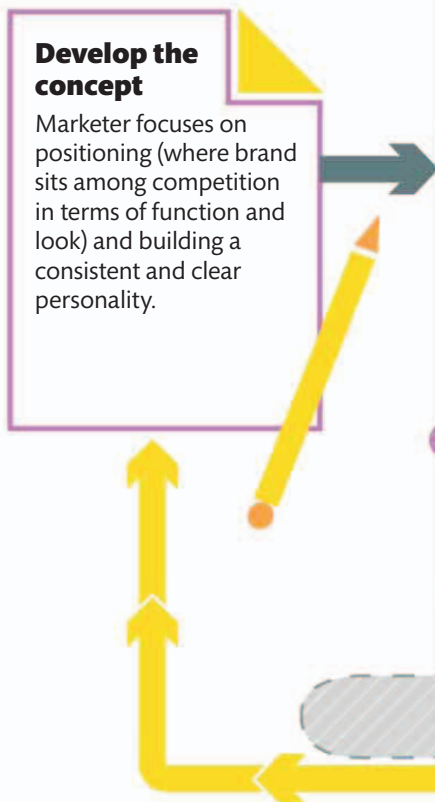 Develop the
concept
Marketer focuses on
positioning (where brand
sits among competition
in terms of function and
look) and building a
consistent and clear
personality.